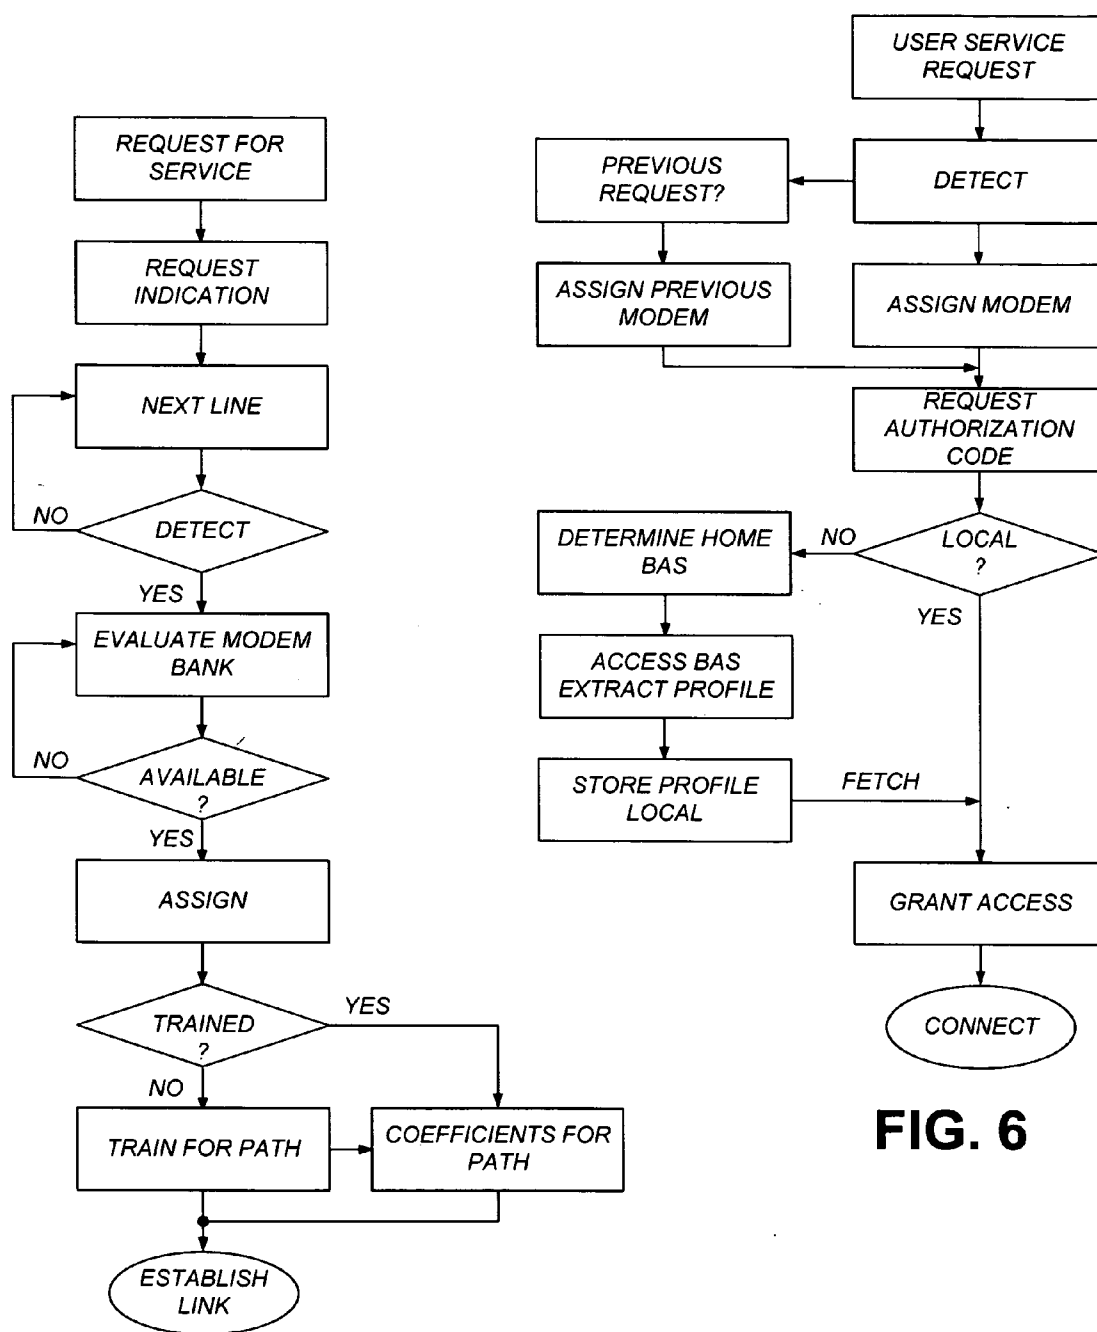 REQUEST FOR
SERVICE
REQUEST
INDICATION
NEXT LINE
NO
DETECT
YES
EVALUATE MODEM
BANK
NO
AVAILABLE
?
YES
ASSIGN
TRAINED
?
YES
NO
TRAIN FOR PATH
COEFFICIENTS FOR
PATH
ESTABLISH
LINK
USER SERVICE
REQUEST
PREVIOUS
REQUEST?
DETECT
ASSIGN PREVIOUS
MODEM
ASSIGN MODEM
REQUEST
AUTHORIZATION
CODE
DETERMINE HOME
BAS
NO
LOCAL
?
YES
ACCESS BAS
EXTRACT PROFILE
STORE PROFILE
LOCAL
FETCH
GRANT ACCESS
CONNECT
FIG. 6